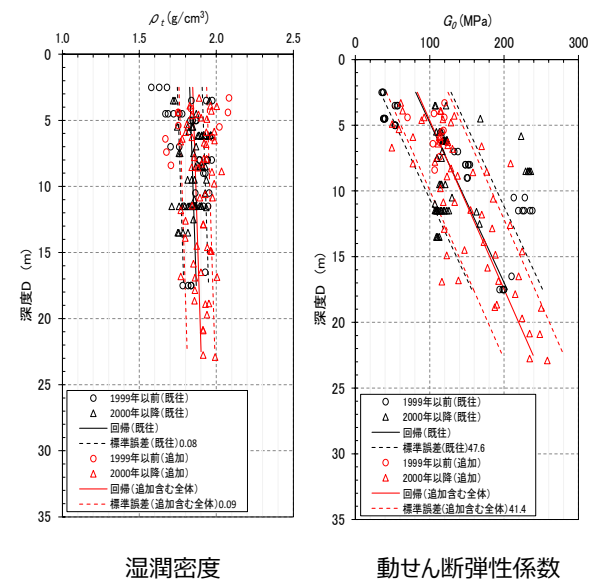 ρt(g/cm³)
1.0 1.5 2.0 2.5
0
5
10
15
20
25
30
35
深度D (m)
○ 1999年以前(既往)
△ 2000年以降(既往)
回帰(既往)
標準誤差(既往)0.08
○ 1999年以前(追加)
△ 2000年以降(追加)
回帰(追加含む全体)
標準誤差(追加含む全体)0.09
湿潤密度
G0(MPa)
0 100 200 300
0
5
10
15
20
25
30
35
深度D (m)
○ 1999年以前(既往)
△ 2000年以降(既往)
回帰(既往)
標準誤差(既往)47.6
○ 1999年以前(追加)
△ 2000年以降(追加)
回帰(追加含む全体)
標準誤差(追加含む全体)41.4
動せん断弾性係数